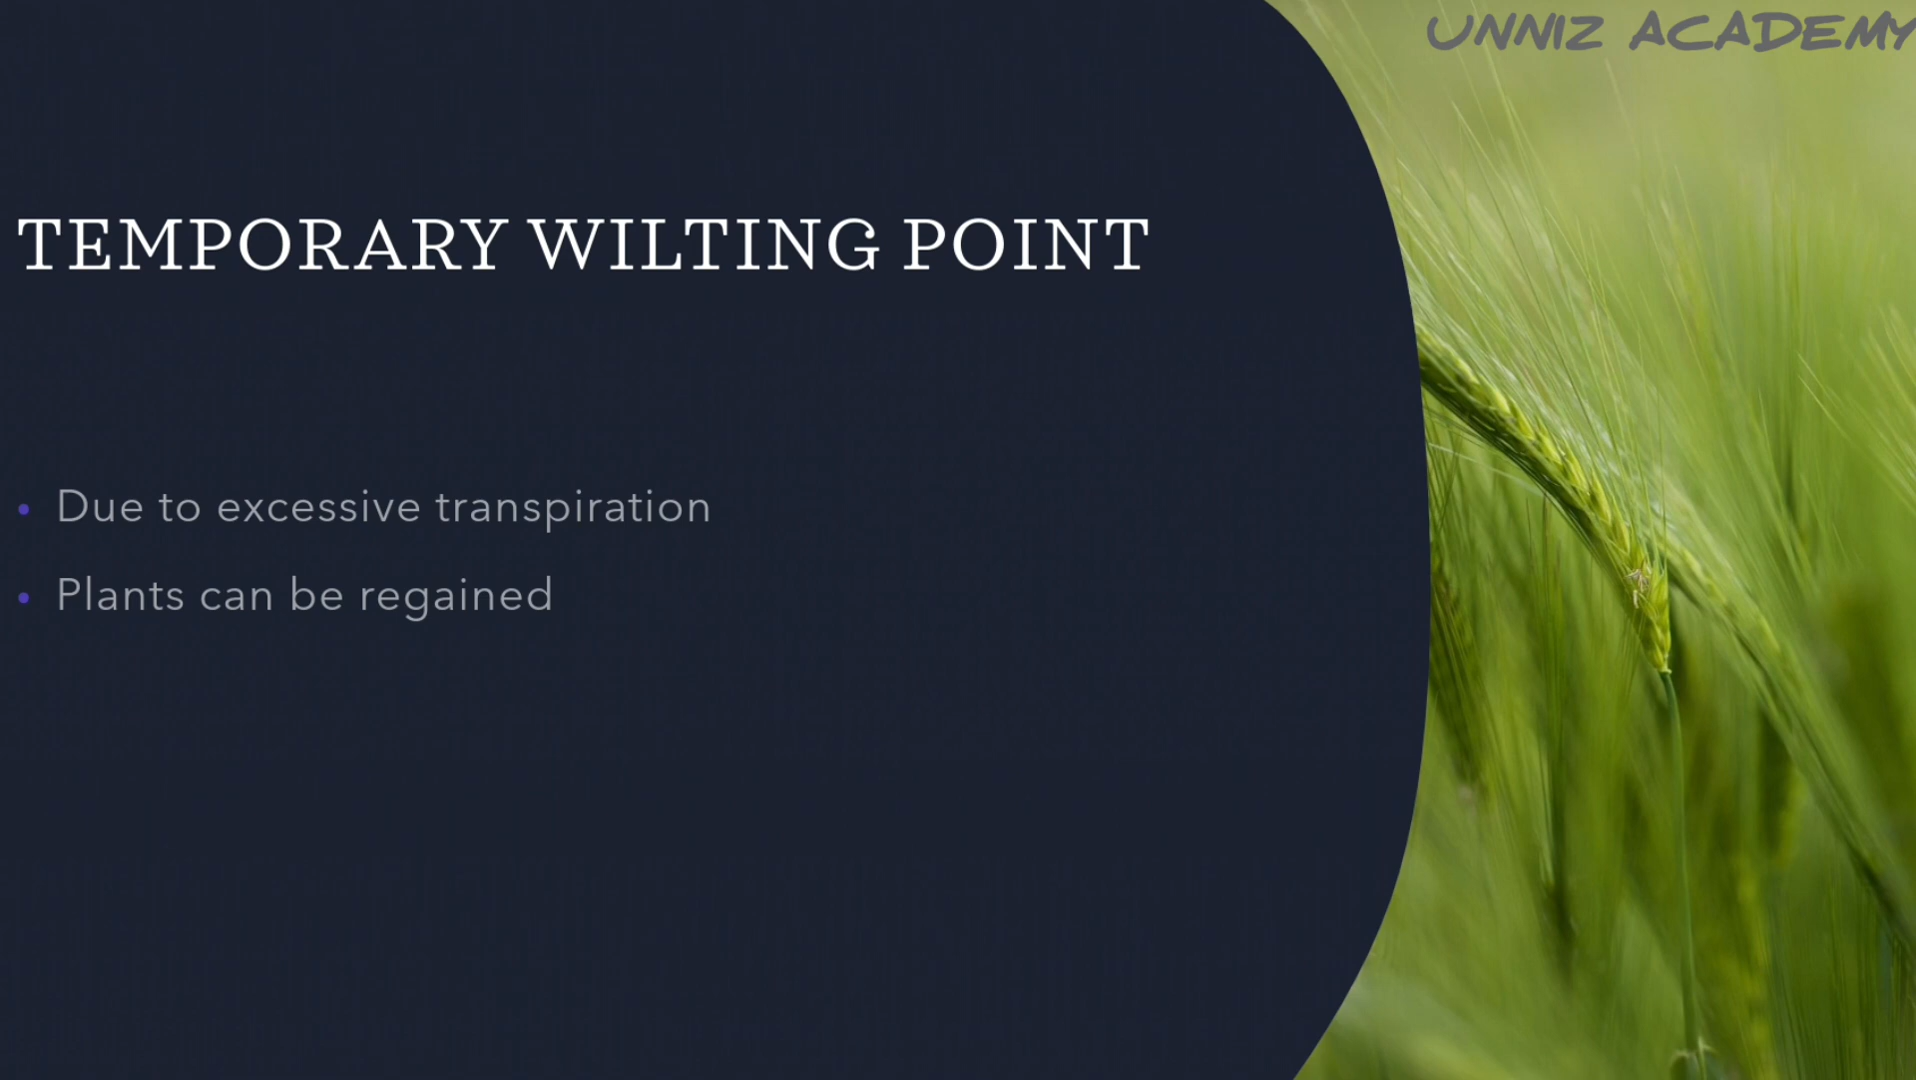 UNNIZ ACADEMY
TEMPORARY WILTING POINT
• Due to excessive transpiration
• Plants can be regained